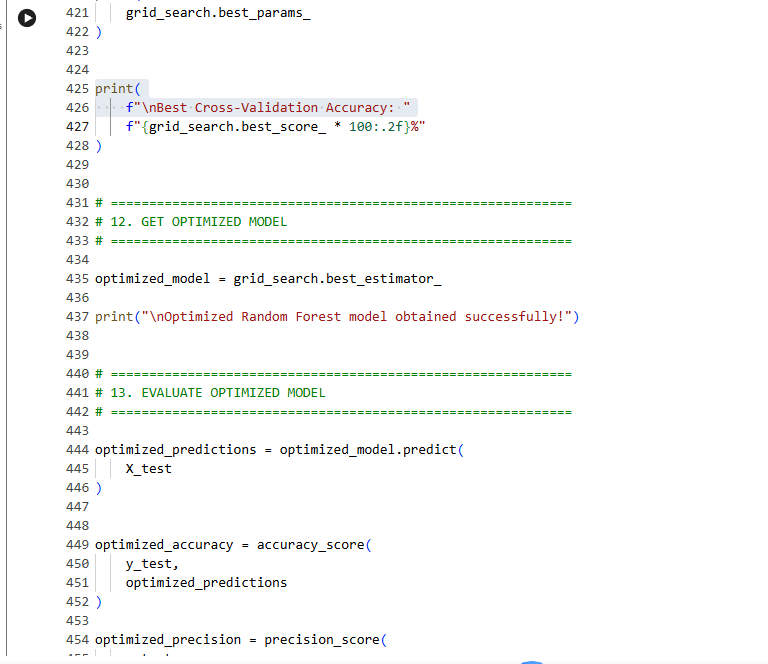 421 grid_search.best_params_
422 )
423
424
425 print(
426 f"\nBest Cross-Validation Accuracy: "
427 f"{grid_search.best_score_ * 100:.2f}%"
428 )
429
430
431 # ============================================================
432 # 12. GET OPTIMIZED MODEL
433 # ============================================================
434
435 optimized_model = grid_search.best_estimator_
436
437 print("\nOptimized Random Forest model obtained successfully!")
438
439
440 # ============================================================
441 # 13. EVALUATE OPTIMIZED MODEL
442 # ============================================================
443
444 optimized_predictions = optimized_model.predict(
445 X_test
446 )
447
448
449 optimized_accuracy = accuracy_score(
450 y_test,
451 optimized_predictions
452 )
453
454 optimized_precision = precision_score(